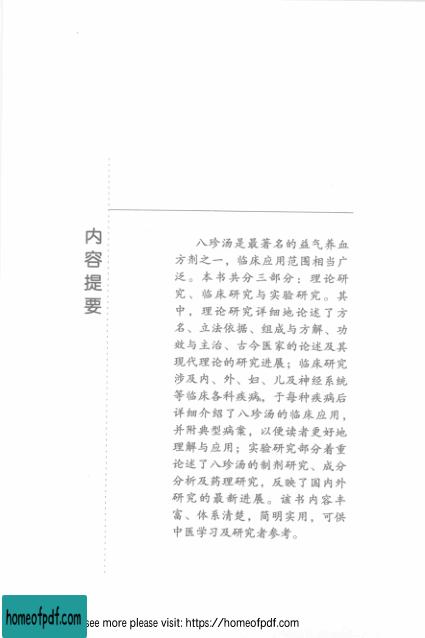 内容提要
八珍汤是最著名的益气养血
方剂之一，临床应用范围相当广
泛。本书共分三部分：理论研
究、临床研究与实验研究。其
中，理论研究详细地论述了方
名、立法依据、组成与方解、功
效与主治、古今医家的论述及其
现代理论的研究进展；临床研究
涉及内、外、妇、儿及神经系统
等临床各科疾病，于每种疾病后
详细介绍了八珍汤的临床应用，
并附典型病案，以便读者更好地
理解与应用；实验研究部分着重
论述了八珍汤的制剂研究、成分
分析及药理研究，反映了国内外
研究的最新进展。该书内容丰
富、体系清楚，简明实用，可供
中医学习及研究者参考。
homeofpdf.com
see more please visit: https://homeofpdf.com